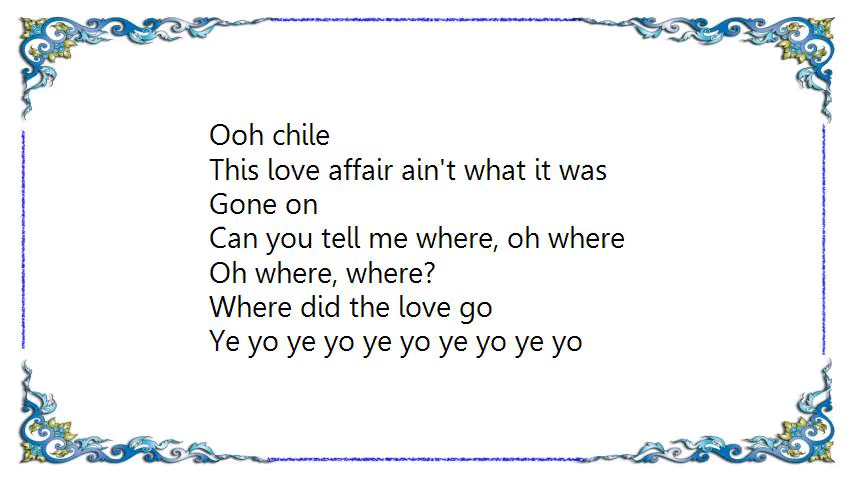 Ooh chile
This love affair ain't what it was
Gone on
Can you tell me where, oh where
Oh where, where?
Where did the love go
Ye yo ye yo ye yo ye yo ye yo